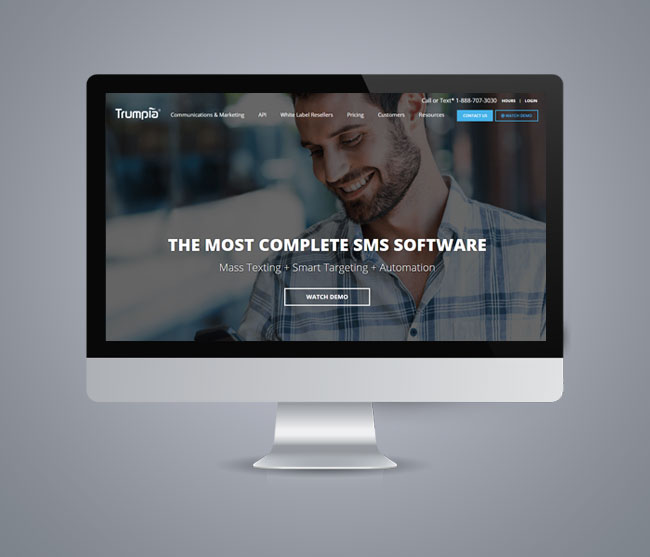 Call or Text* 1-888-707-3030 HOURS | LOGIN
Trumpia® Communications & Marketing API White Label Resellers Pricing Customers Resources CONTACT US WATCH DEMO
THE MOST COMPLETE SMS SOFTWARE
Mass Texting + Smart Targeting + Automation
WATCH DEMO